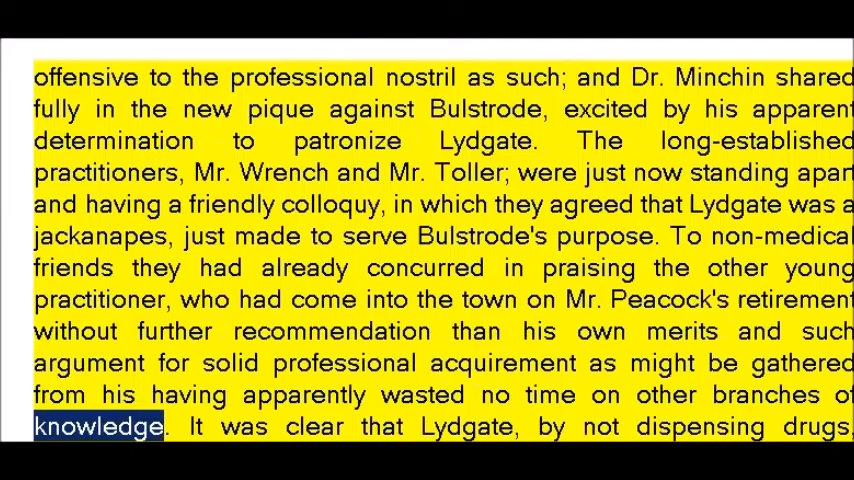 offensive to the professional nostril as such; and Dr. Minchin shared
fully in the new pique against Bulstrode, excited by his apparent
determination to patronize Lydgate. The long-established
practitioners, Mr. Wrench and Mr. Toller; were just now standing apart
and having a friendly colloquy, in which they agreed that Lydgate was a
jackanapes, just made to serve Bulstrode's purpose. To non-medical
friends they had already concurred in praising the other young
practitioner, who had come into the town on Mr. Peacock's retirement
without further recommendation than his own merits and such
argument for solid professional acquirement as might be gathered
from his having apparently wasted no time on other branches of
knowledge. It was clear that Lydgate, by not dispensing drugs,